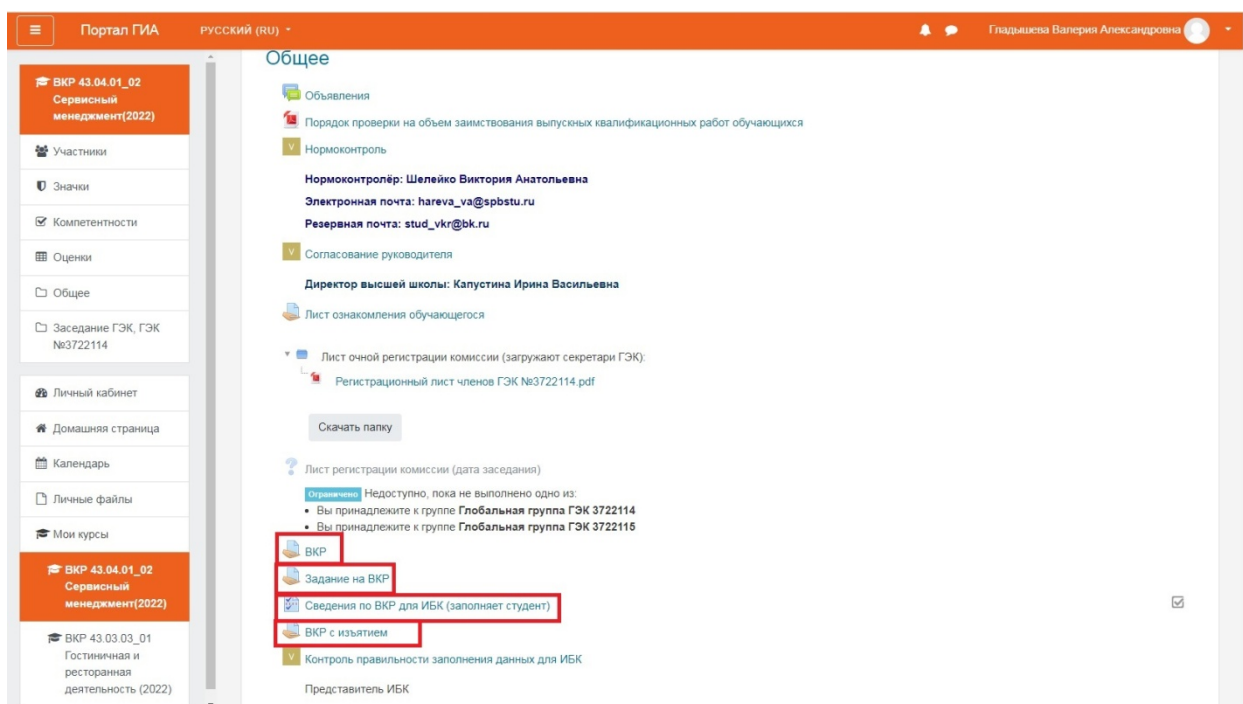 Портал ГИА
РУССКИЙ (RU)
Гладышева Валерия Александровна
ВКР 43.04.01_02
Сервисный
менеджмент(2022)
Участники
Значки
Компетентности
Оценки
Общее
Заседание ГЭК, ГЭК
№3722114
Личный кабинет
Домашняя страница
Календарь
Личные файлы
Мои курсы
ВКР 43.04.01_02
Сервисный
менеджмент(2022)
ВКР 43.03.03_01
Гостиничная и
ресторанная
деятельность (2022)
Общее
Объявления
Порядок проверки на объем заимствования выпускных квалификационных работ обучающихся
V Нормоконтроль
Нормоконтролёр: Шелейко Виктория Анатольевна
Электронная почта: hareva_va@spbstu.ru
Резервная почта: stud_vkr@bk.ru
V Согласование руководителя
Директор высшей школы: Капустина Ирина Васильевна
Лист ознакомления обучающегося
Лист очной регистрации комиссии (загружают секретари ГЭК):
Регистрационный лист членов ГЭК №3722114.pdf
Скачать папку
Лист регистрации комиссии (дата заседания)
Ограничено Недоступно, пока не выполнено одно из:
• Вы принадлежите к группе Глобальная группа ГЭК 3722114
• Вы принадлежите к группе Глобальная группа ГЭК 3722115
ВКР
Задание на ВКР
Сведения по ВКР для ИБК (заполняет студент)
ВКР с изъятием
V Контроль правильности заполнения данных для ИБК
Представитель ИБК